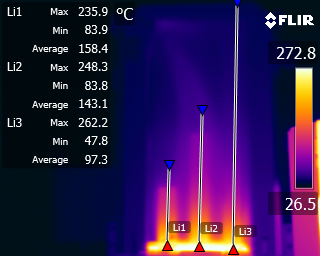 Li1 Max 235.9 °C
Min 83.9
Average 158.4
Li2 Max 248.3
Min 83.8
Average 143.1
Li3 Max 262.2
Min 47.8
Average 97.3
FLIR
272.8
26.5
Li1 Li2 Li3